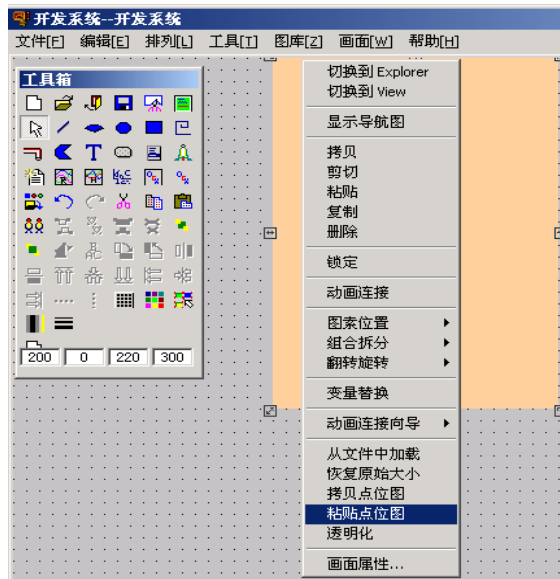 开发系统--开发系统
文件[F] 编辑[E] 排列[L] 工具[T] 图库[Z] 画面[W] 帮助[H]
工具箱
T
200 0 220 300
切换到 Explorer
切换到 View
显示导航图
拷贝
剪切
粘贴
复制
删除
锁定
动画连接
图素位置
组合拆分
翻转旋转
变量替换
动画连接向导
从文件中加载
恢复原始大小
拷贝点位图
粘贴点位图
透明化
画面属性...